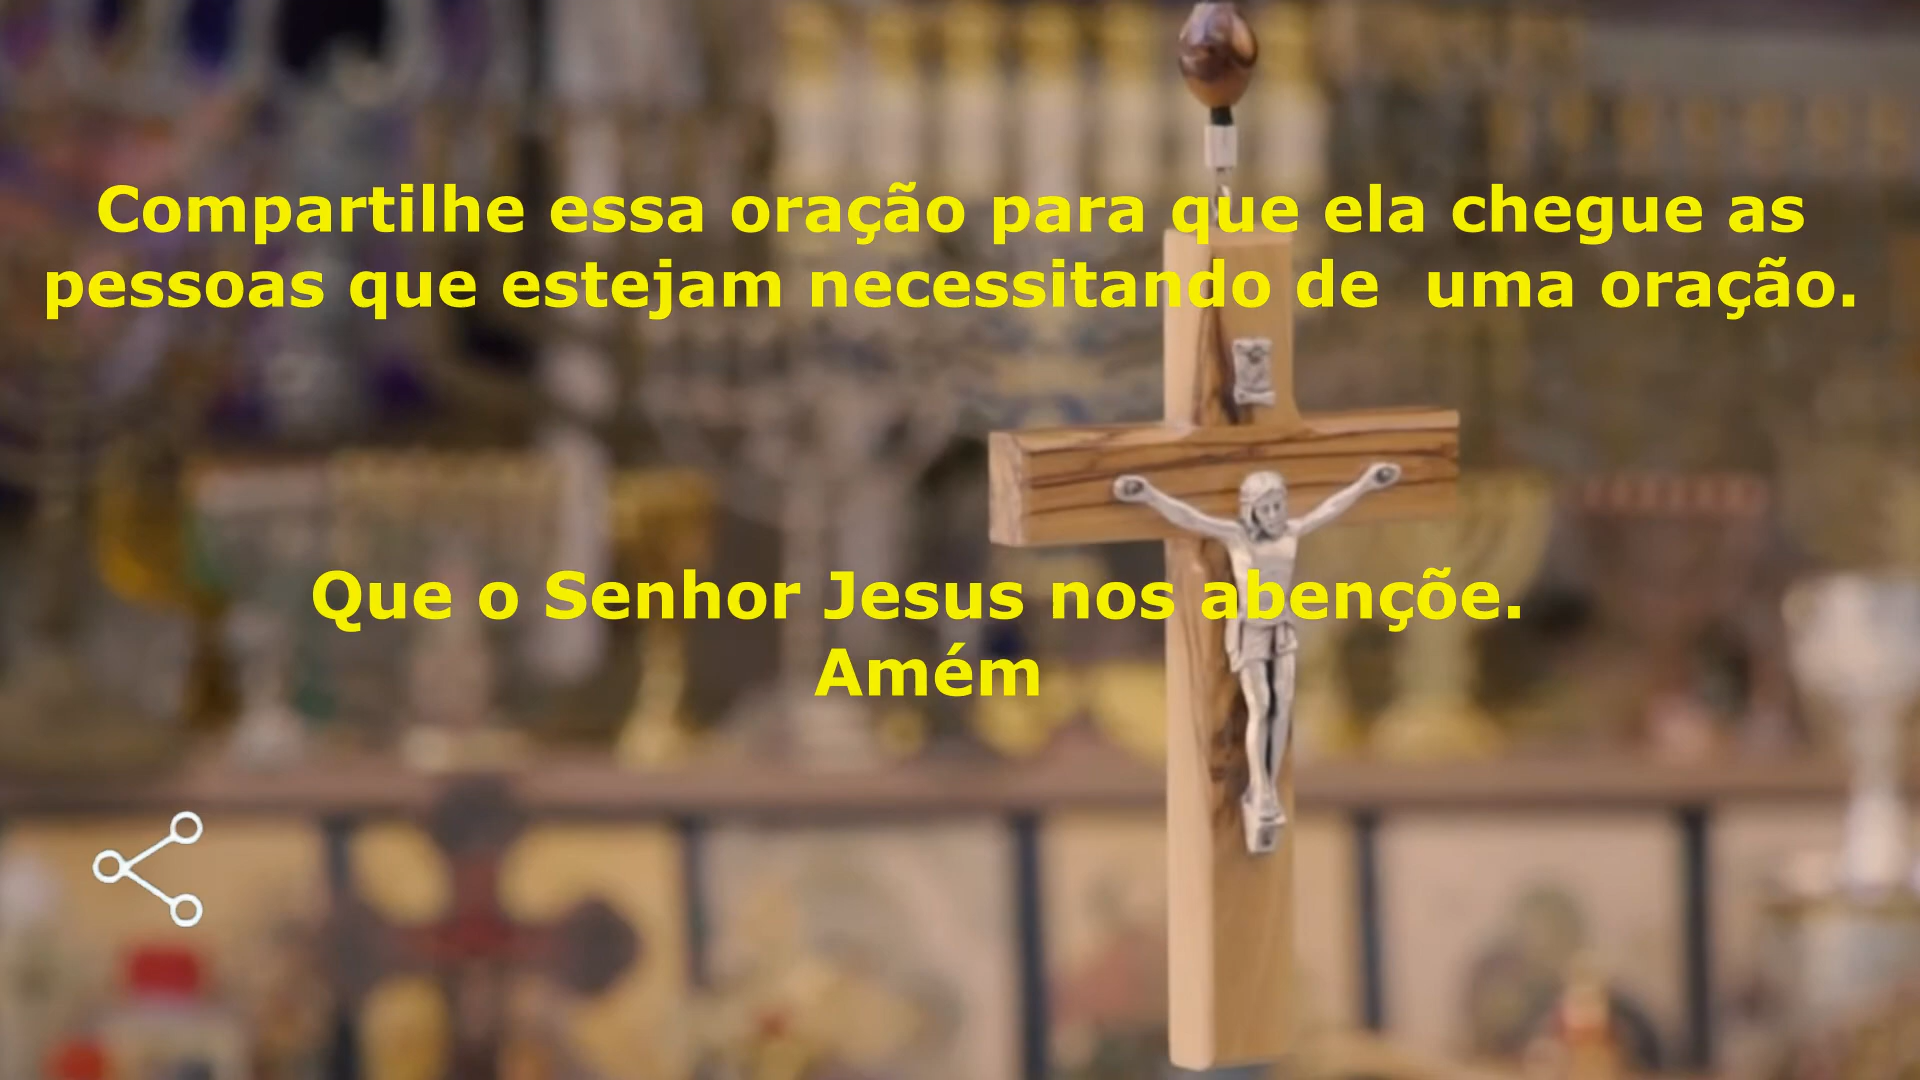 Compartilhe essa oração para que ela chegue as
pessoas que estejam necessitando de  uma oração.
Que o Senhor Jesus nos abençõe.
Amém